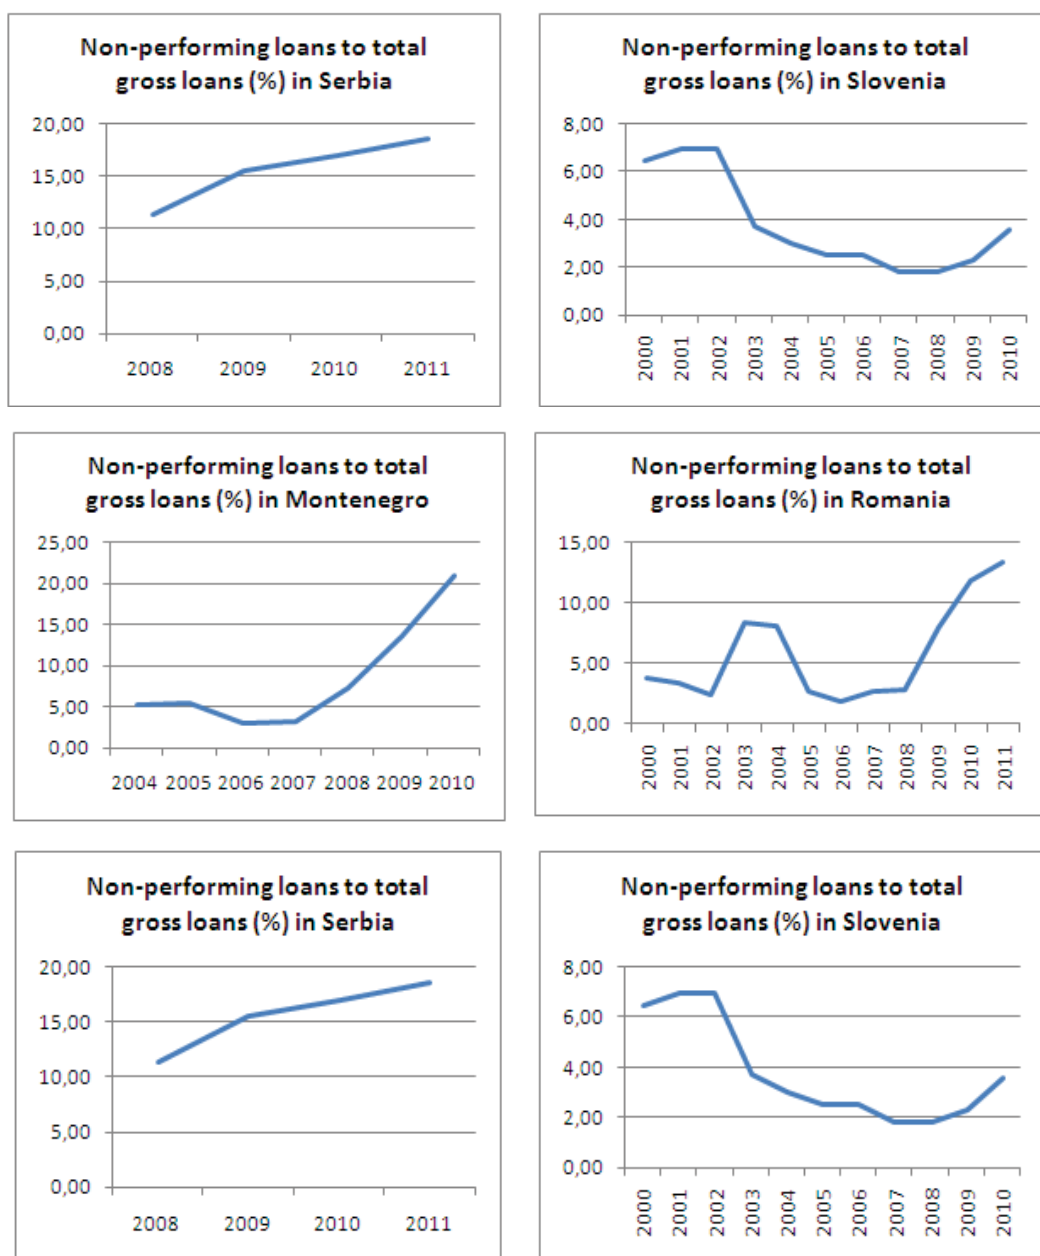 Non-performing loans to total
gross loans (%) in Serbia
20,00
15,00
10,00
5,00
0,00
2008 2009 2010 2011
Non-performing loans to total
gross loans (%) in Slovenia
8,00
6,00
4,00
2,00
0,00
2000 2001 2002 2003 2004 2005 2006 2007 2008 2009 2010
Non-performing loans to total
gross loans (%) in Montenegro
25,00
20,00
15,00
10,00
5,00
0,00
2004 2005 2006 2007 2008 2009 2010
Non-performing loans to total
gross loans (%) in Romania
15,00
10,00
5,00
0,00
2000 2001 2002 2003 2004 2005 2006 2007 2008 2009 2010 2011
Non-performing loans to total
gross loans (%) in Serbia
20,00
15,00
10,00
5,00
0,00
2008 2009 2010 2011
Non-performing loans to total
gross loans (%) in Slovenia
8,00
6,00
4,00
2,00
0,00
2000 2001 2002 2003 2004 2005 2006 2007 2008 2009 2010